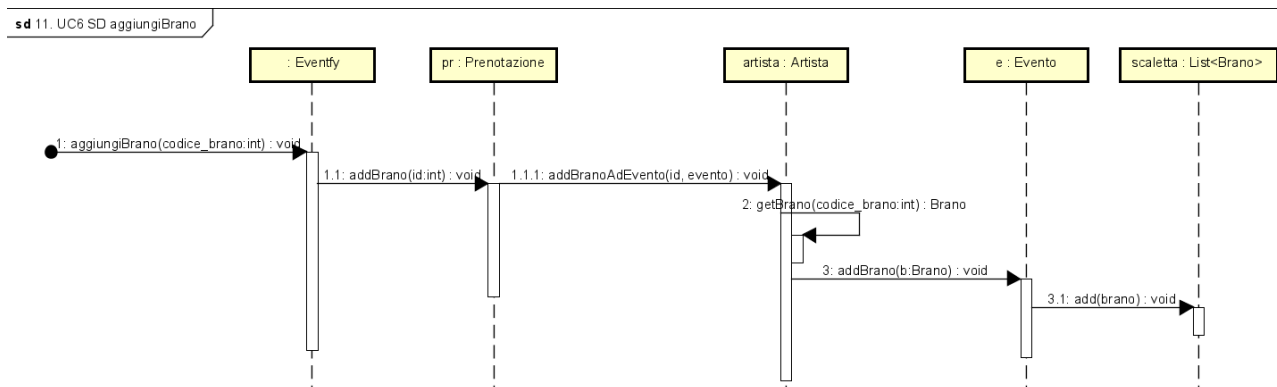 sd 11. UC6 SD aggiungiBrano
: Eventfy
pr : Prenotazione
artista : Artista
e : Evento
scaletta : List<Brano>
1: aggiungiBrano(codice_brano:int) : void
1.1: addBrano(id:int) : void
1.1.1: addBranoAdEvento(id, evento) : void
2: getBrano(codice_brano:int) : Brano
3: addBrano(b:Brano) : void
3.1: add(brano) : void